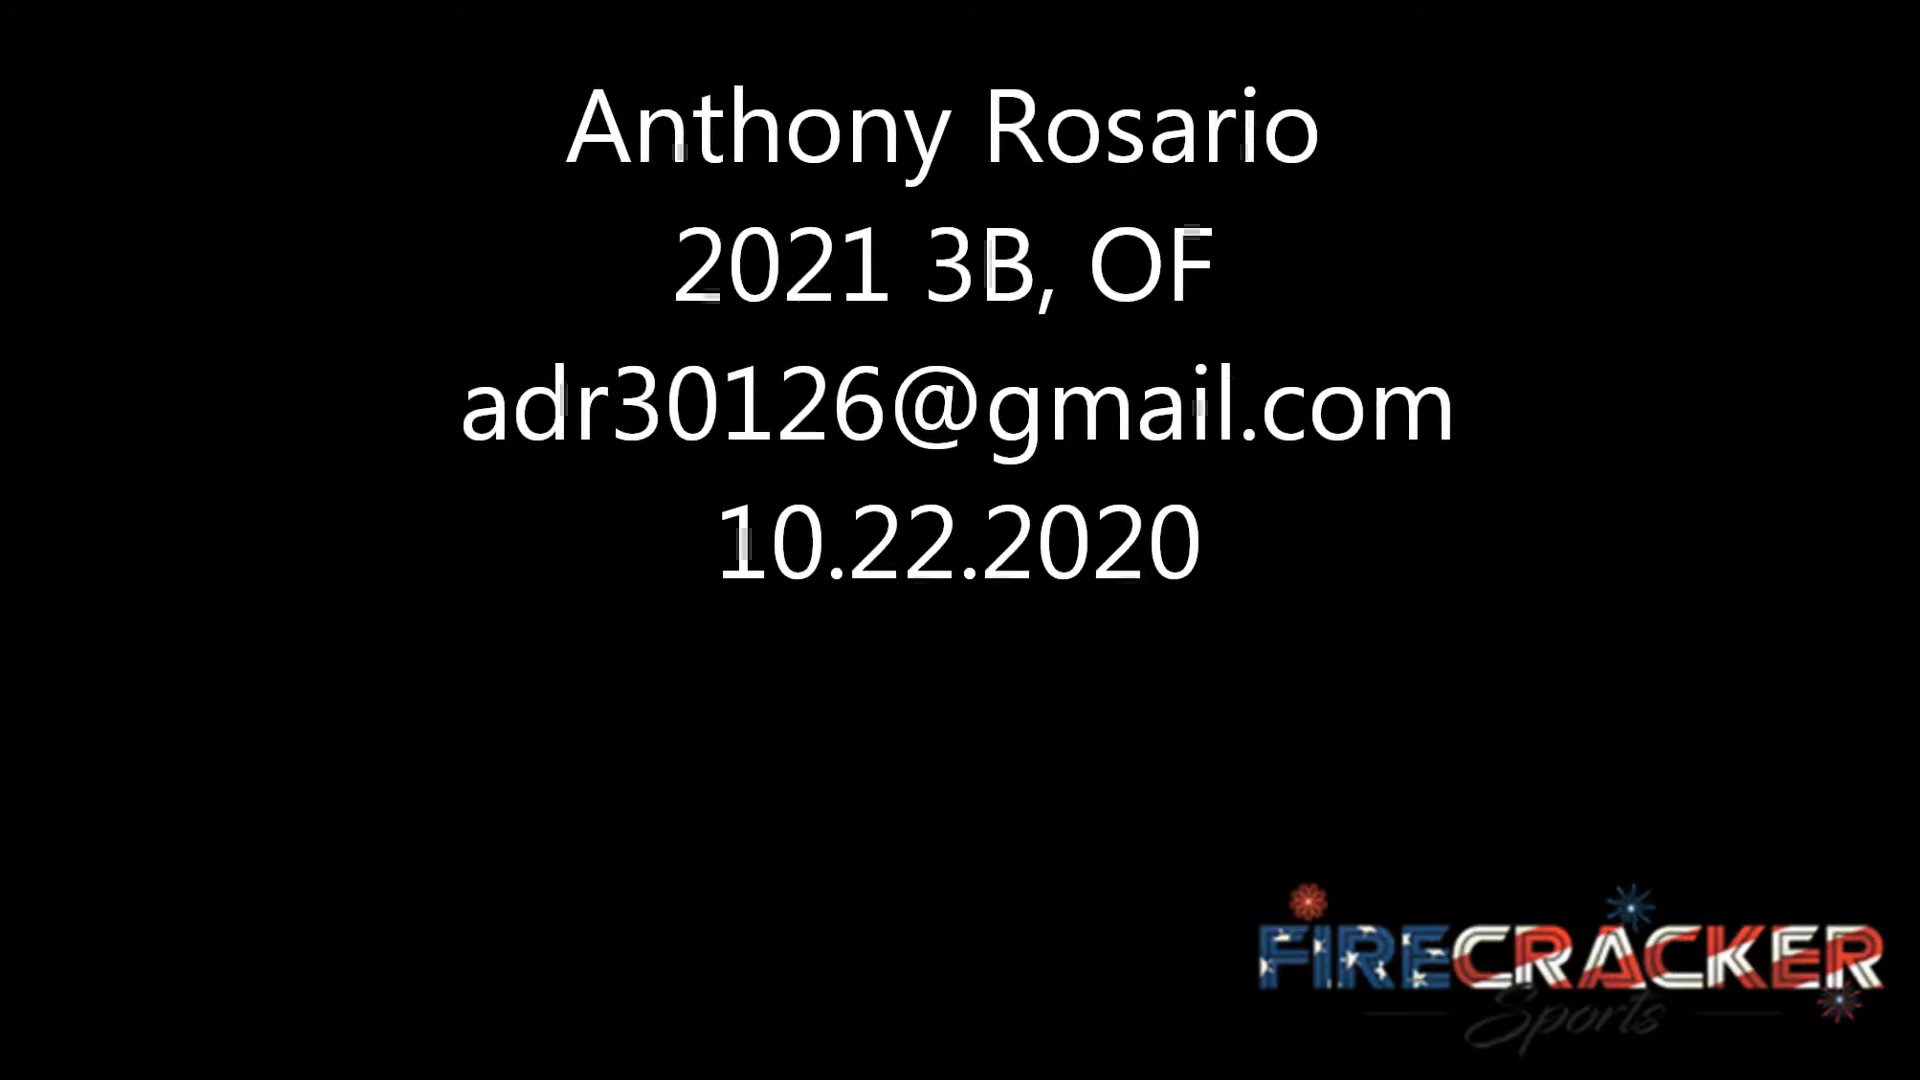 Anthony Rosario
2021 3B, OF
adr30126@gmail.com
10.22.2020
FIRECRACKER
Sports